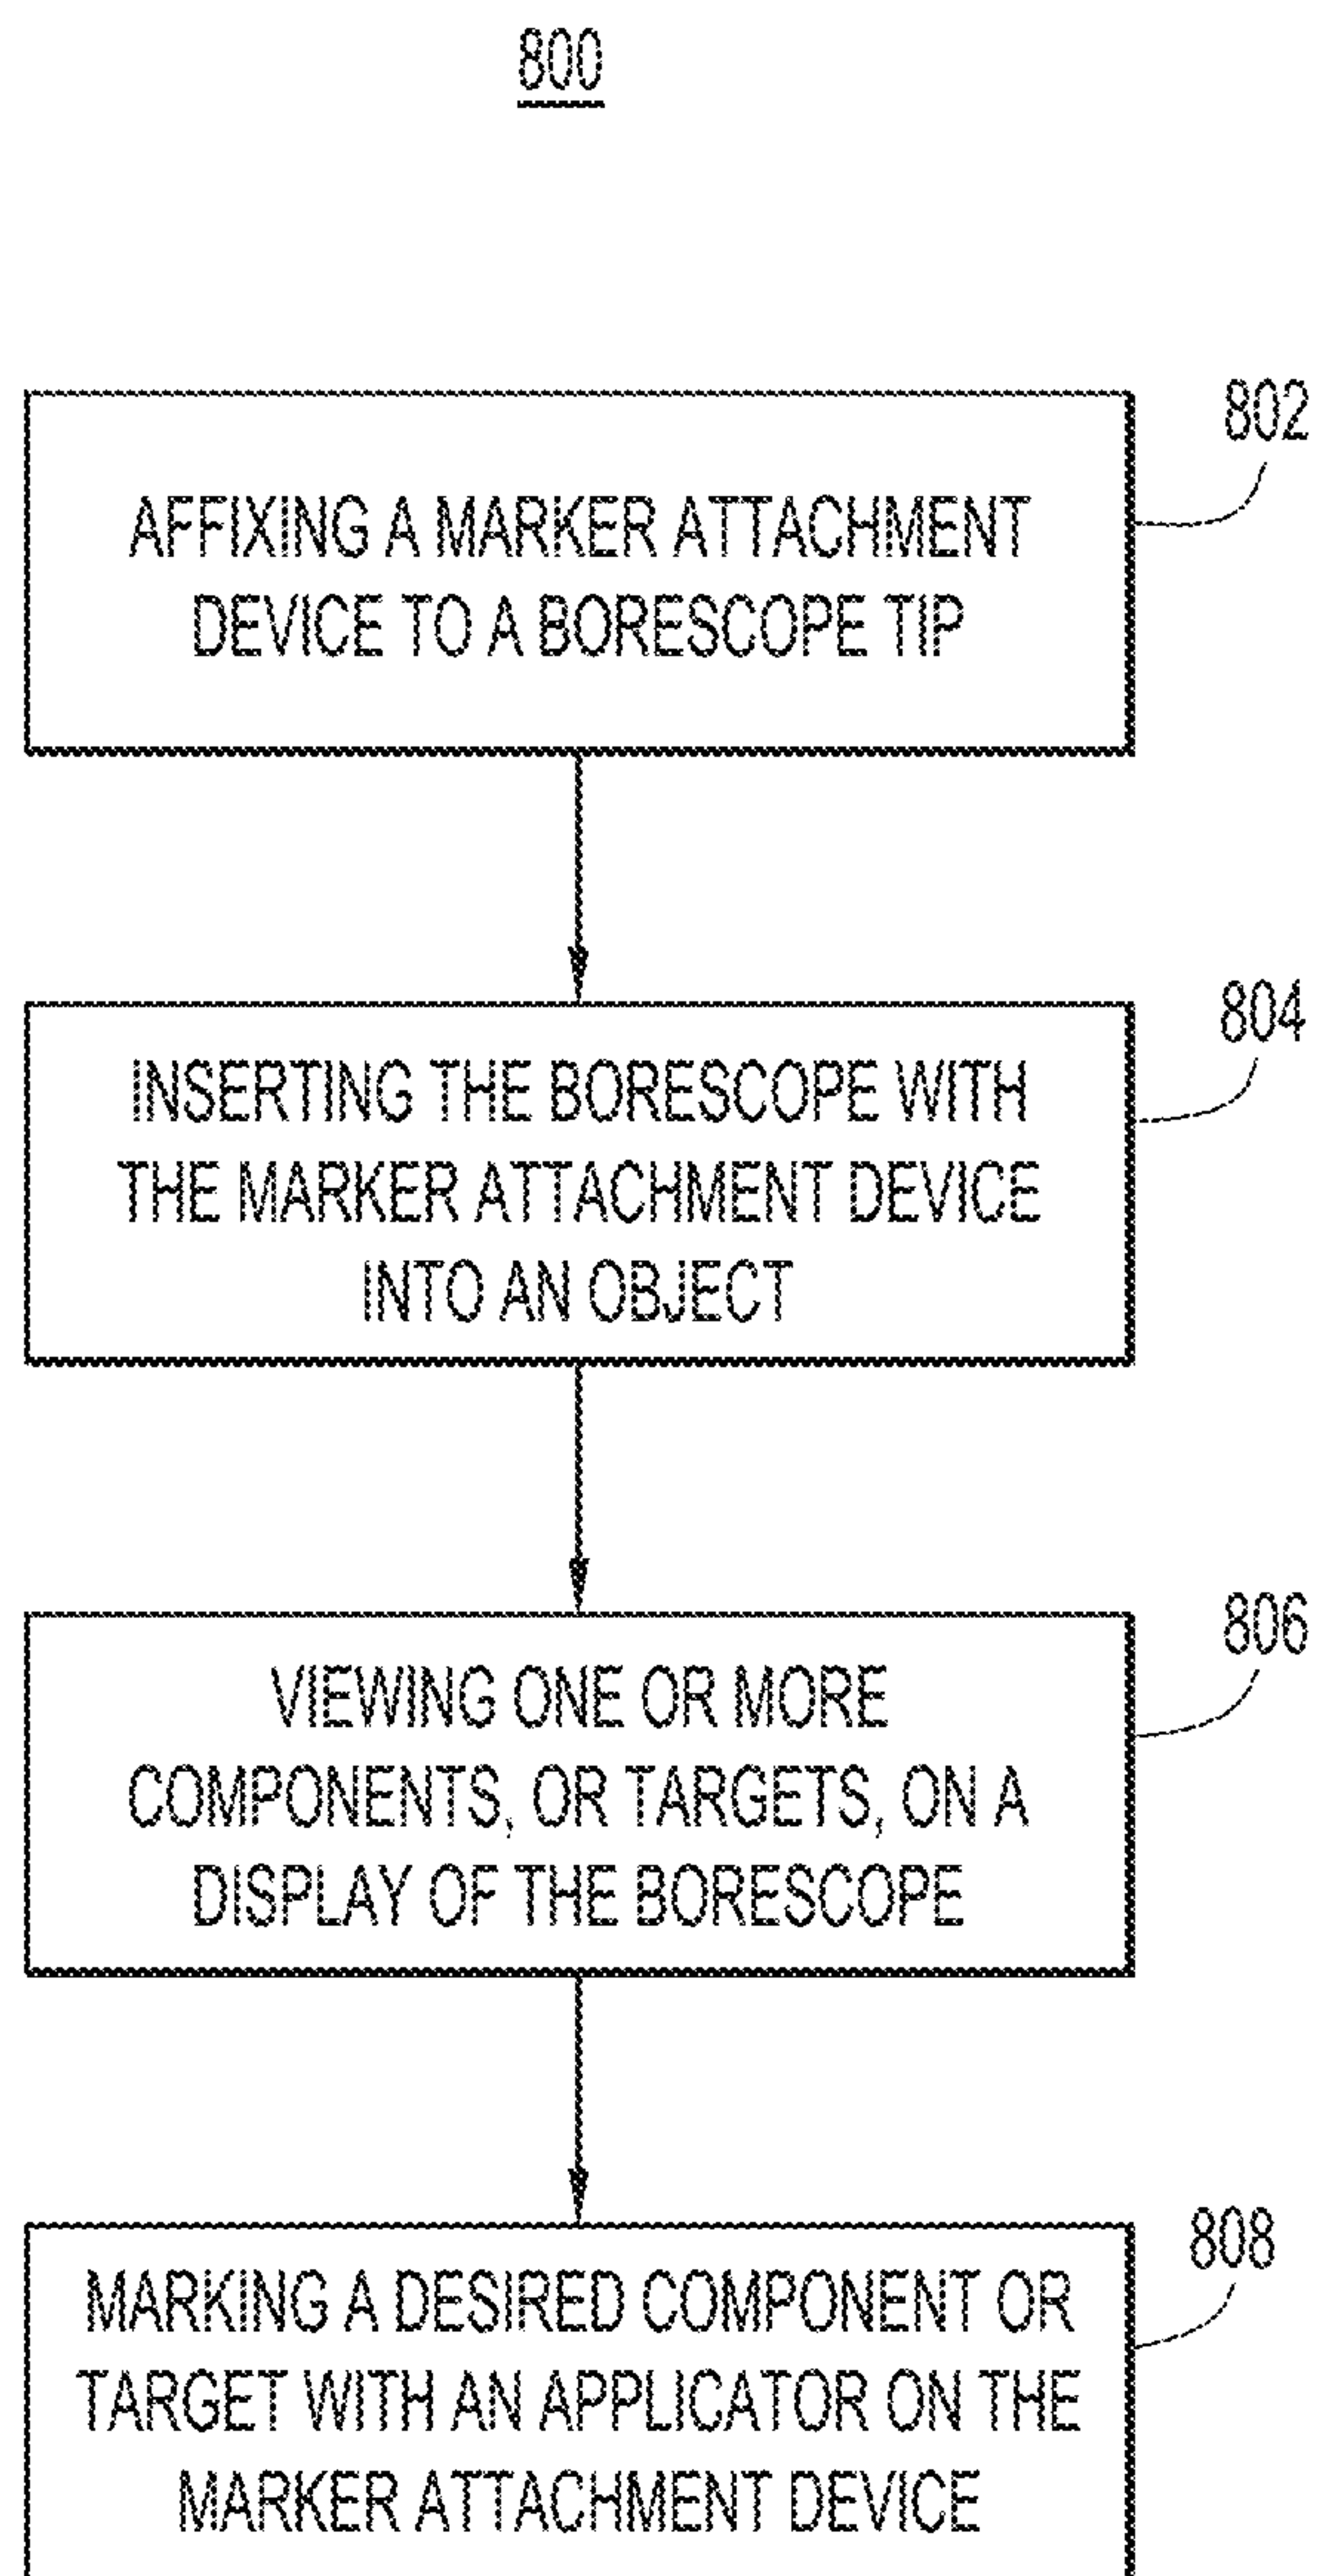 800
802
AFFIXING A MARKER ATTACHMENT
DEVICE TO A BORESCOPE TIP
804
INSERTING THE BORESCOPE WITH
THE MARKER ATTACHMENT DEVICE
INTO AN OBJECT
806
VIEWING ONE OR MORE
COMPONENTS, OR TARGETS, ON A
DISPLAY OF THE BORESCOPE
808
MARKING A DESIRED COMPONENT OR
TARGET WITH AN APPLICATOR ON THE
MARKER ATTACHMENT DEVICE